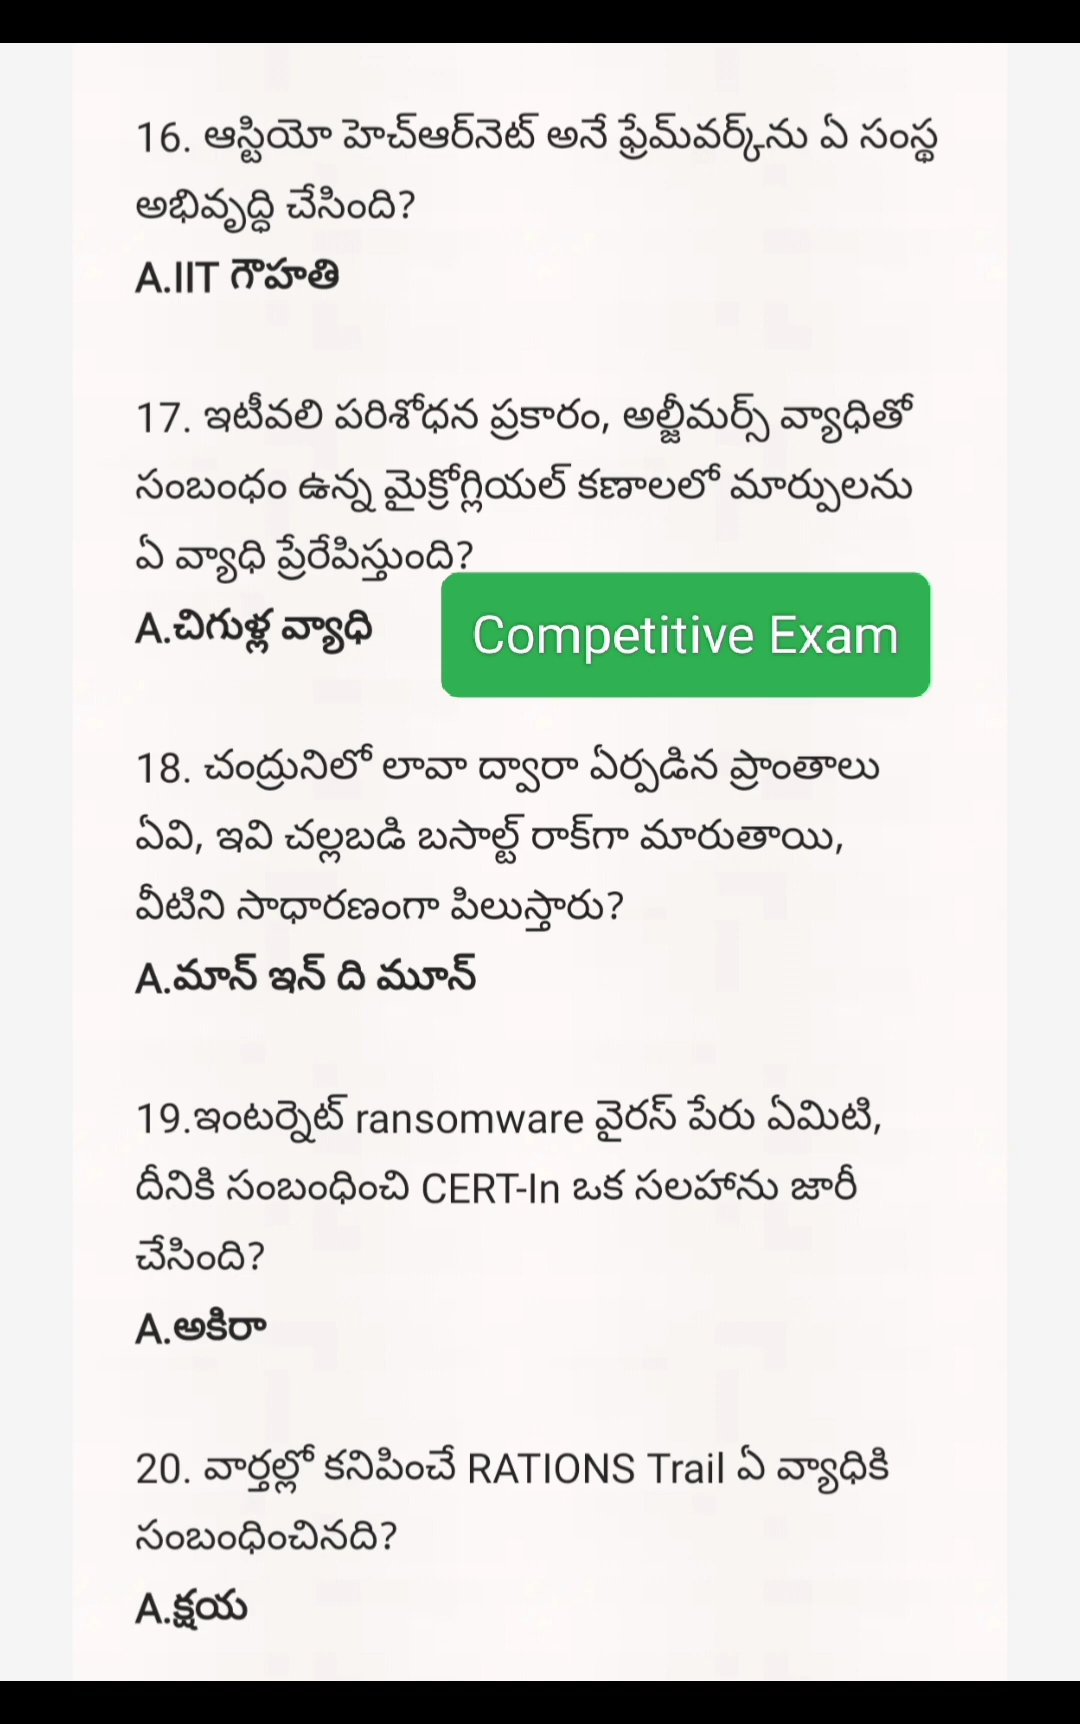 16. ఆస్టియో హెచ్ఆర్‌నెట్ అనే ఫ్రేమ్‌వర్క్‌ను ఏ సంస్థ
అభివృద్ధి చేసింది?
A.IIT గౌహతి
17. ఇటీవలి పరిశోధన ప్రకారం, అల్జీమర్స్ వ్యాధితో
సంబంధం ఉన్న మైక్రోగ్లియల్ కణాలలో మార్పులను
ఏ వ్యాధి ప్రేరేపిస్తుంది?
A.చిగుళ్ల వ్యాధి
Competitive Exam
18. చంద్రునిలో లావా ద్వారా ఏర్పడిన ప్రాంతాలు
ఏవి, ఇవి చల్లబడి బసాల్ట్ రాక్‌గా మారుతాయి,
వీటిని సాధారణంగా పిలుస్తారు?
A.మాన్ ఇన్ ది మూన్
19.ఇంటర్నెట్ ransomware వైరస్ పేరు ఏమిటి,
దీనికి సంబంధించి CERT-In ఒక సలహాను జారీ
చేసింది?
A.అకిరా
20. వార్తల్లో కనిపించే RATIONS Trail ఏ వ్యాధికి
సంబంధించినది?
A.క్షయ